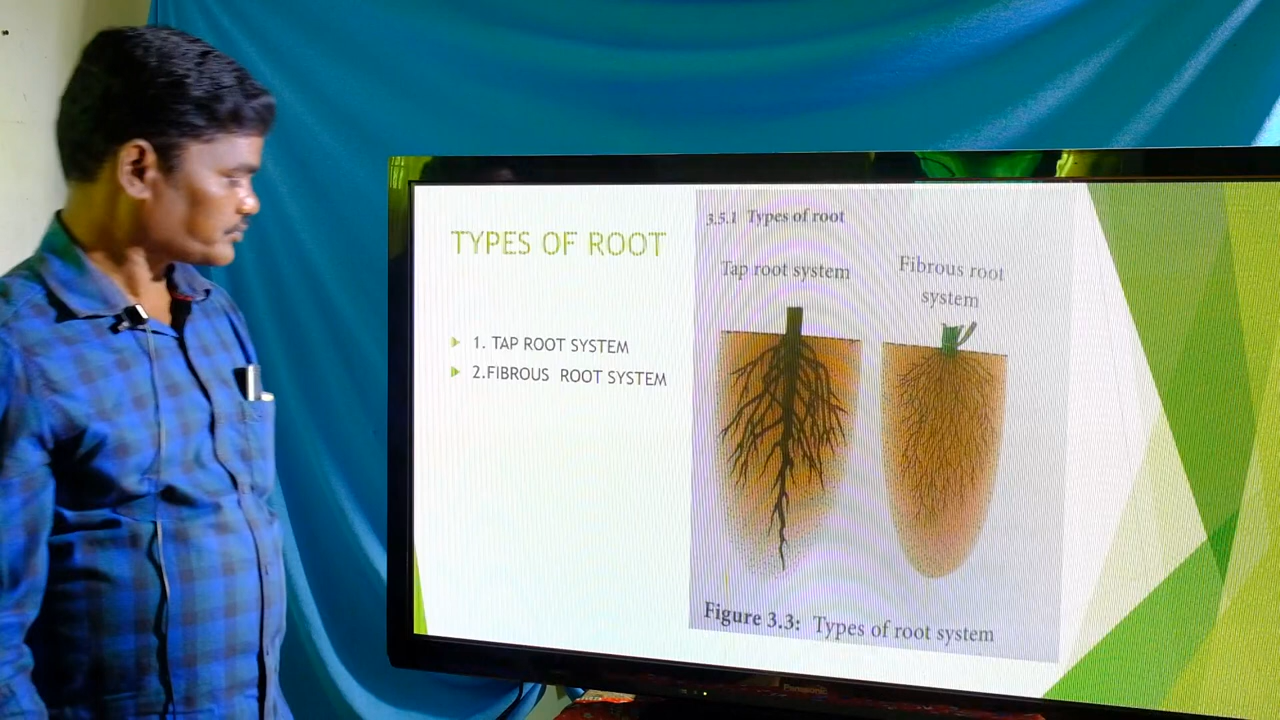 TYPES OF ROOT
1. TAP ROOT SYSTEM
2.FIBROUS ROOT SYSTEM
3.5.1 Types of root
Tap root system
Fibrous root
system
Figure 3.3: Types of root system
Panasonic